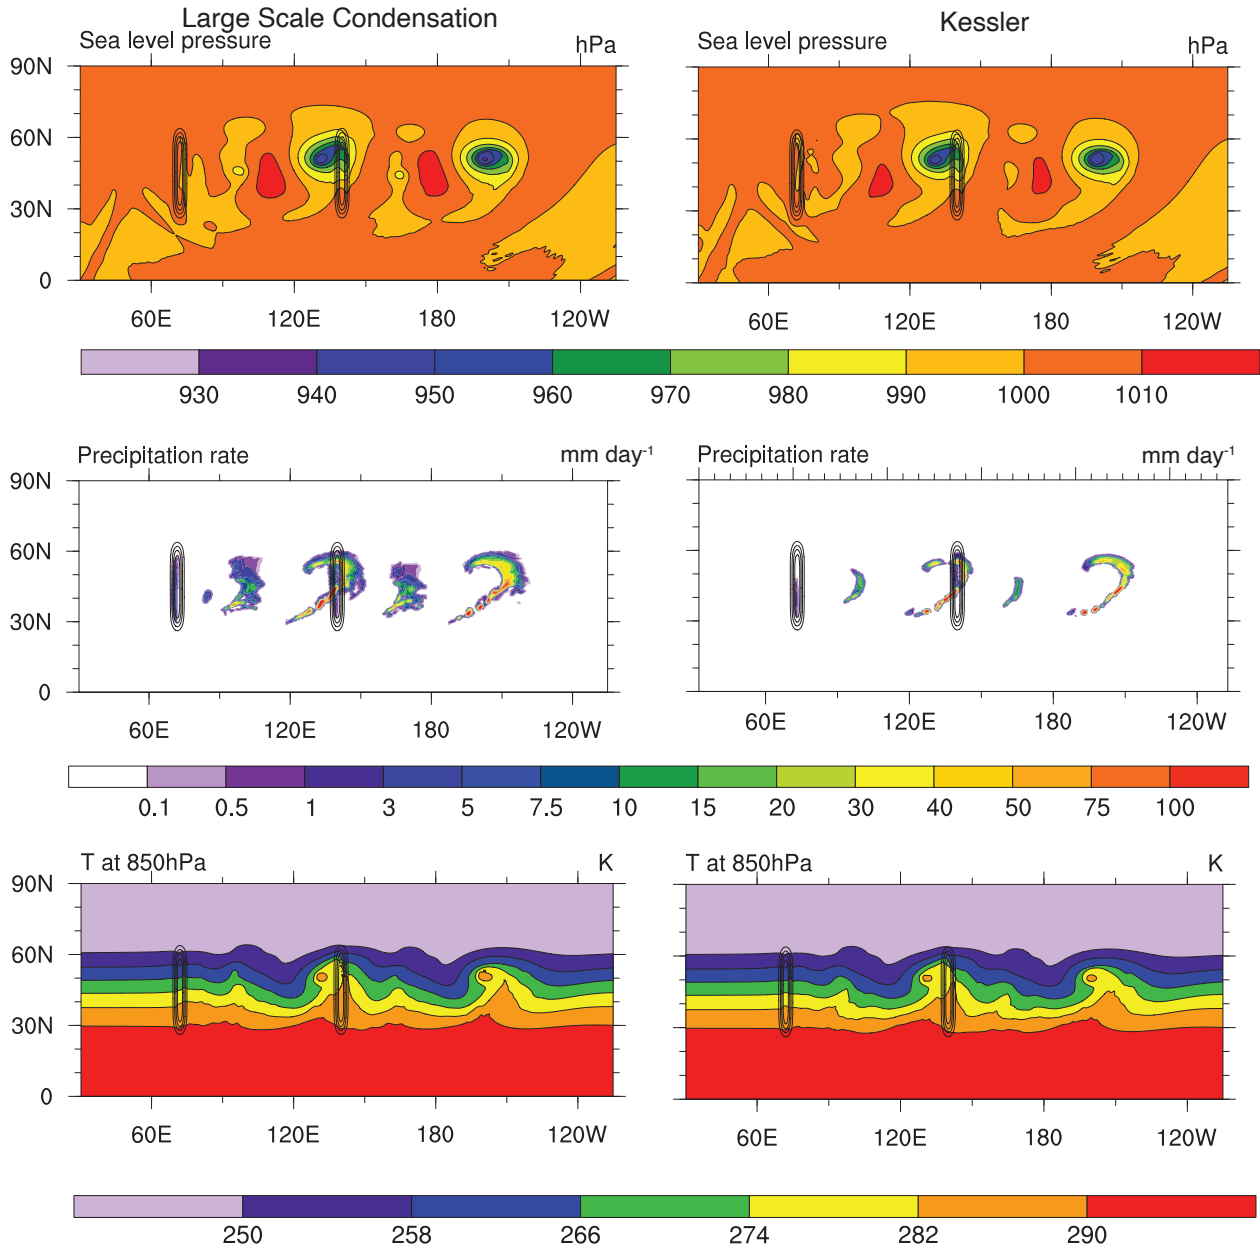 Large Scale Condensation
Kessler
Sea level pressure hPa
Sea level pressure hPa
90N
60N
30N
0
60E 120E 180 120W
60E 120E 180 120W
930 940 950 960 970 980 990 1000 1010
Precipitation rate mm day-1
Precipitation rate mm day-1
90N
60N
30N
0
60E 120E 180 120W
60E 120E 180 120W
0.1 0.5 1 3 5 7.5 10 15 20 30 40 50 75 100
T at 850hPa K
T at 850hPa K
90N
60N
30N
0
60E 120E 180 120W
60E 120E 180 120W
250 258 266 274 282 290